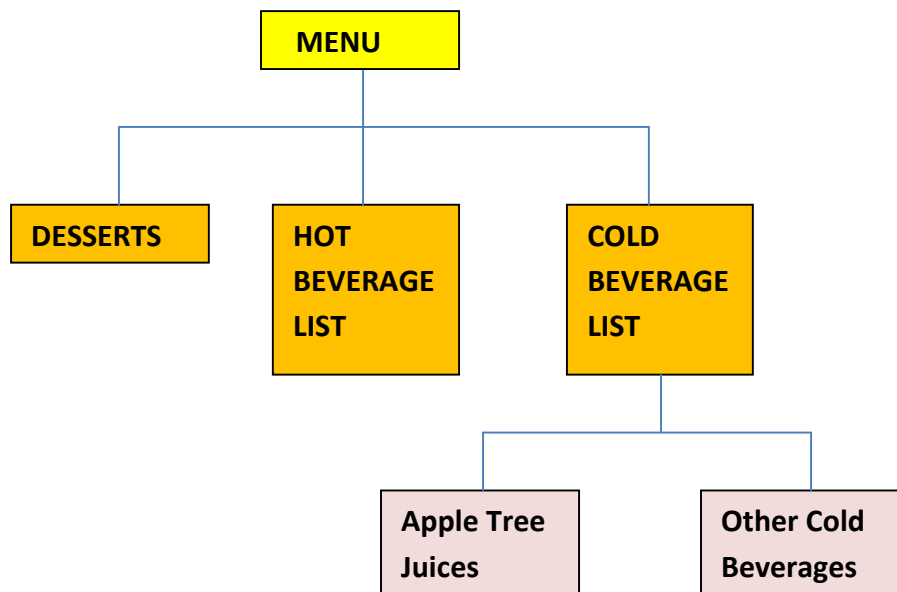 MENU
DESSERTS
HOT
BEVERAGE
LIST
COLD
BEVERAGE
LIST
Apple Tree
Juices
Other Cold
Beverages